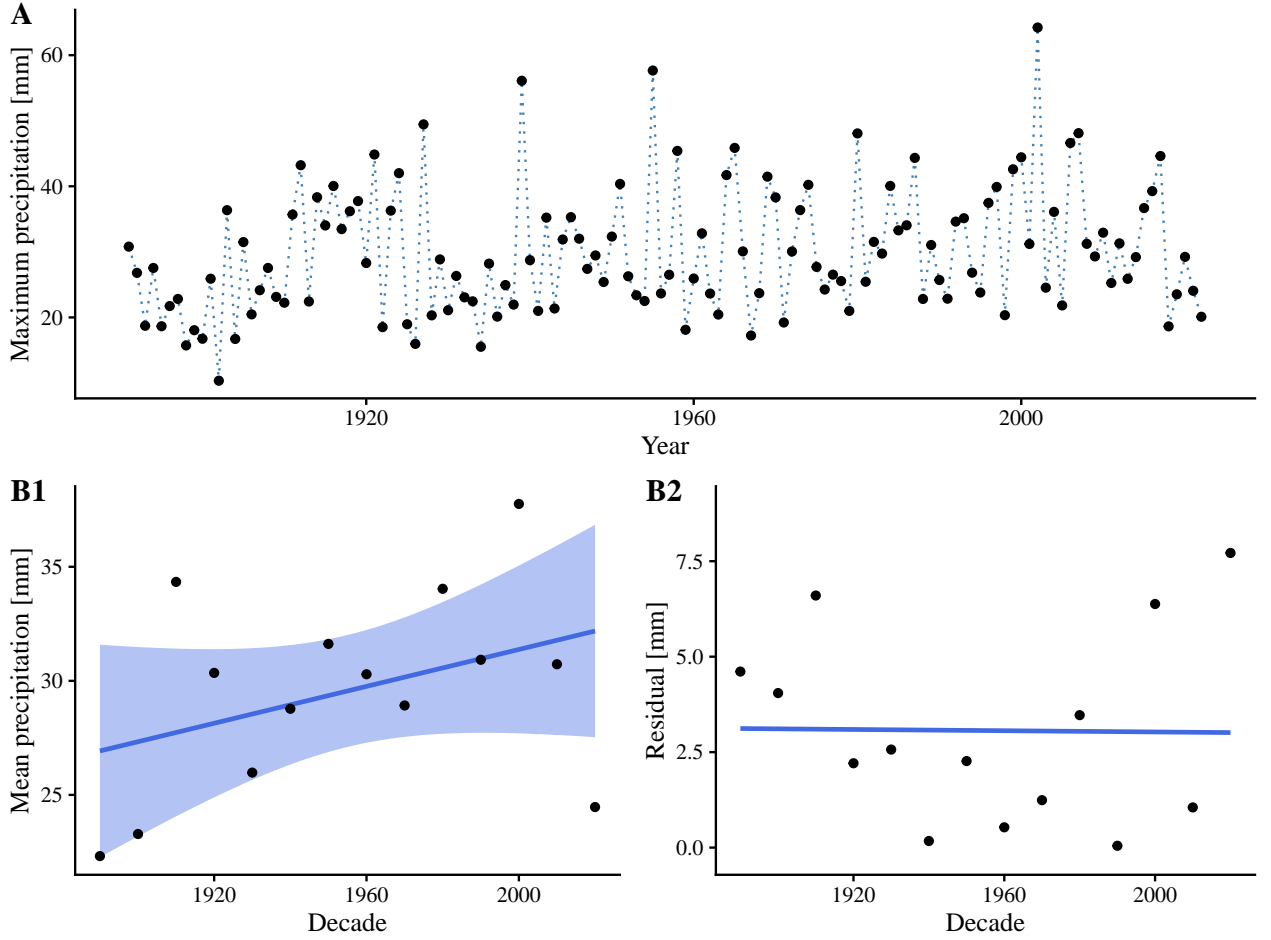 A
Maximum precipitation [mm]
60
40
20
1920 1960 2000
Year
B1
Mean precipitation [mm]
35
30
25
1920 1960 2000
Decade
B2
Residual [mm]
7.5
5.0
2.5
0.0
1920 1960 2000
Decade